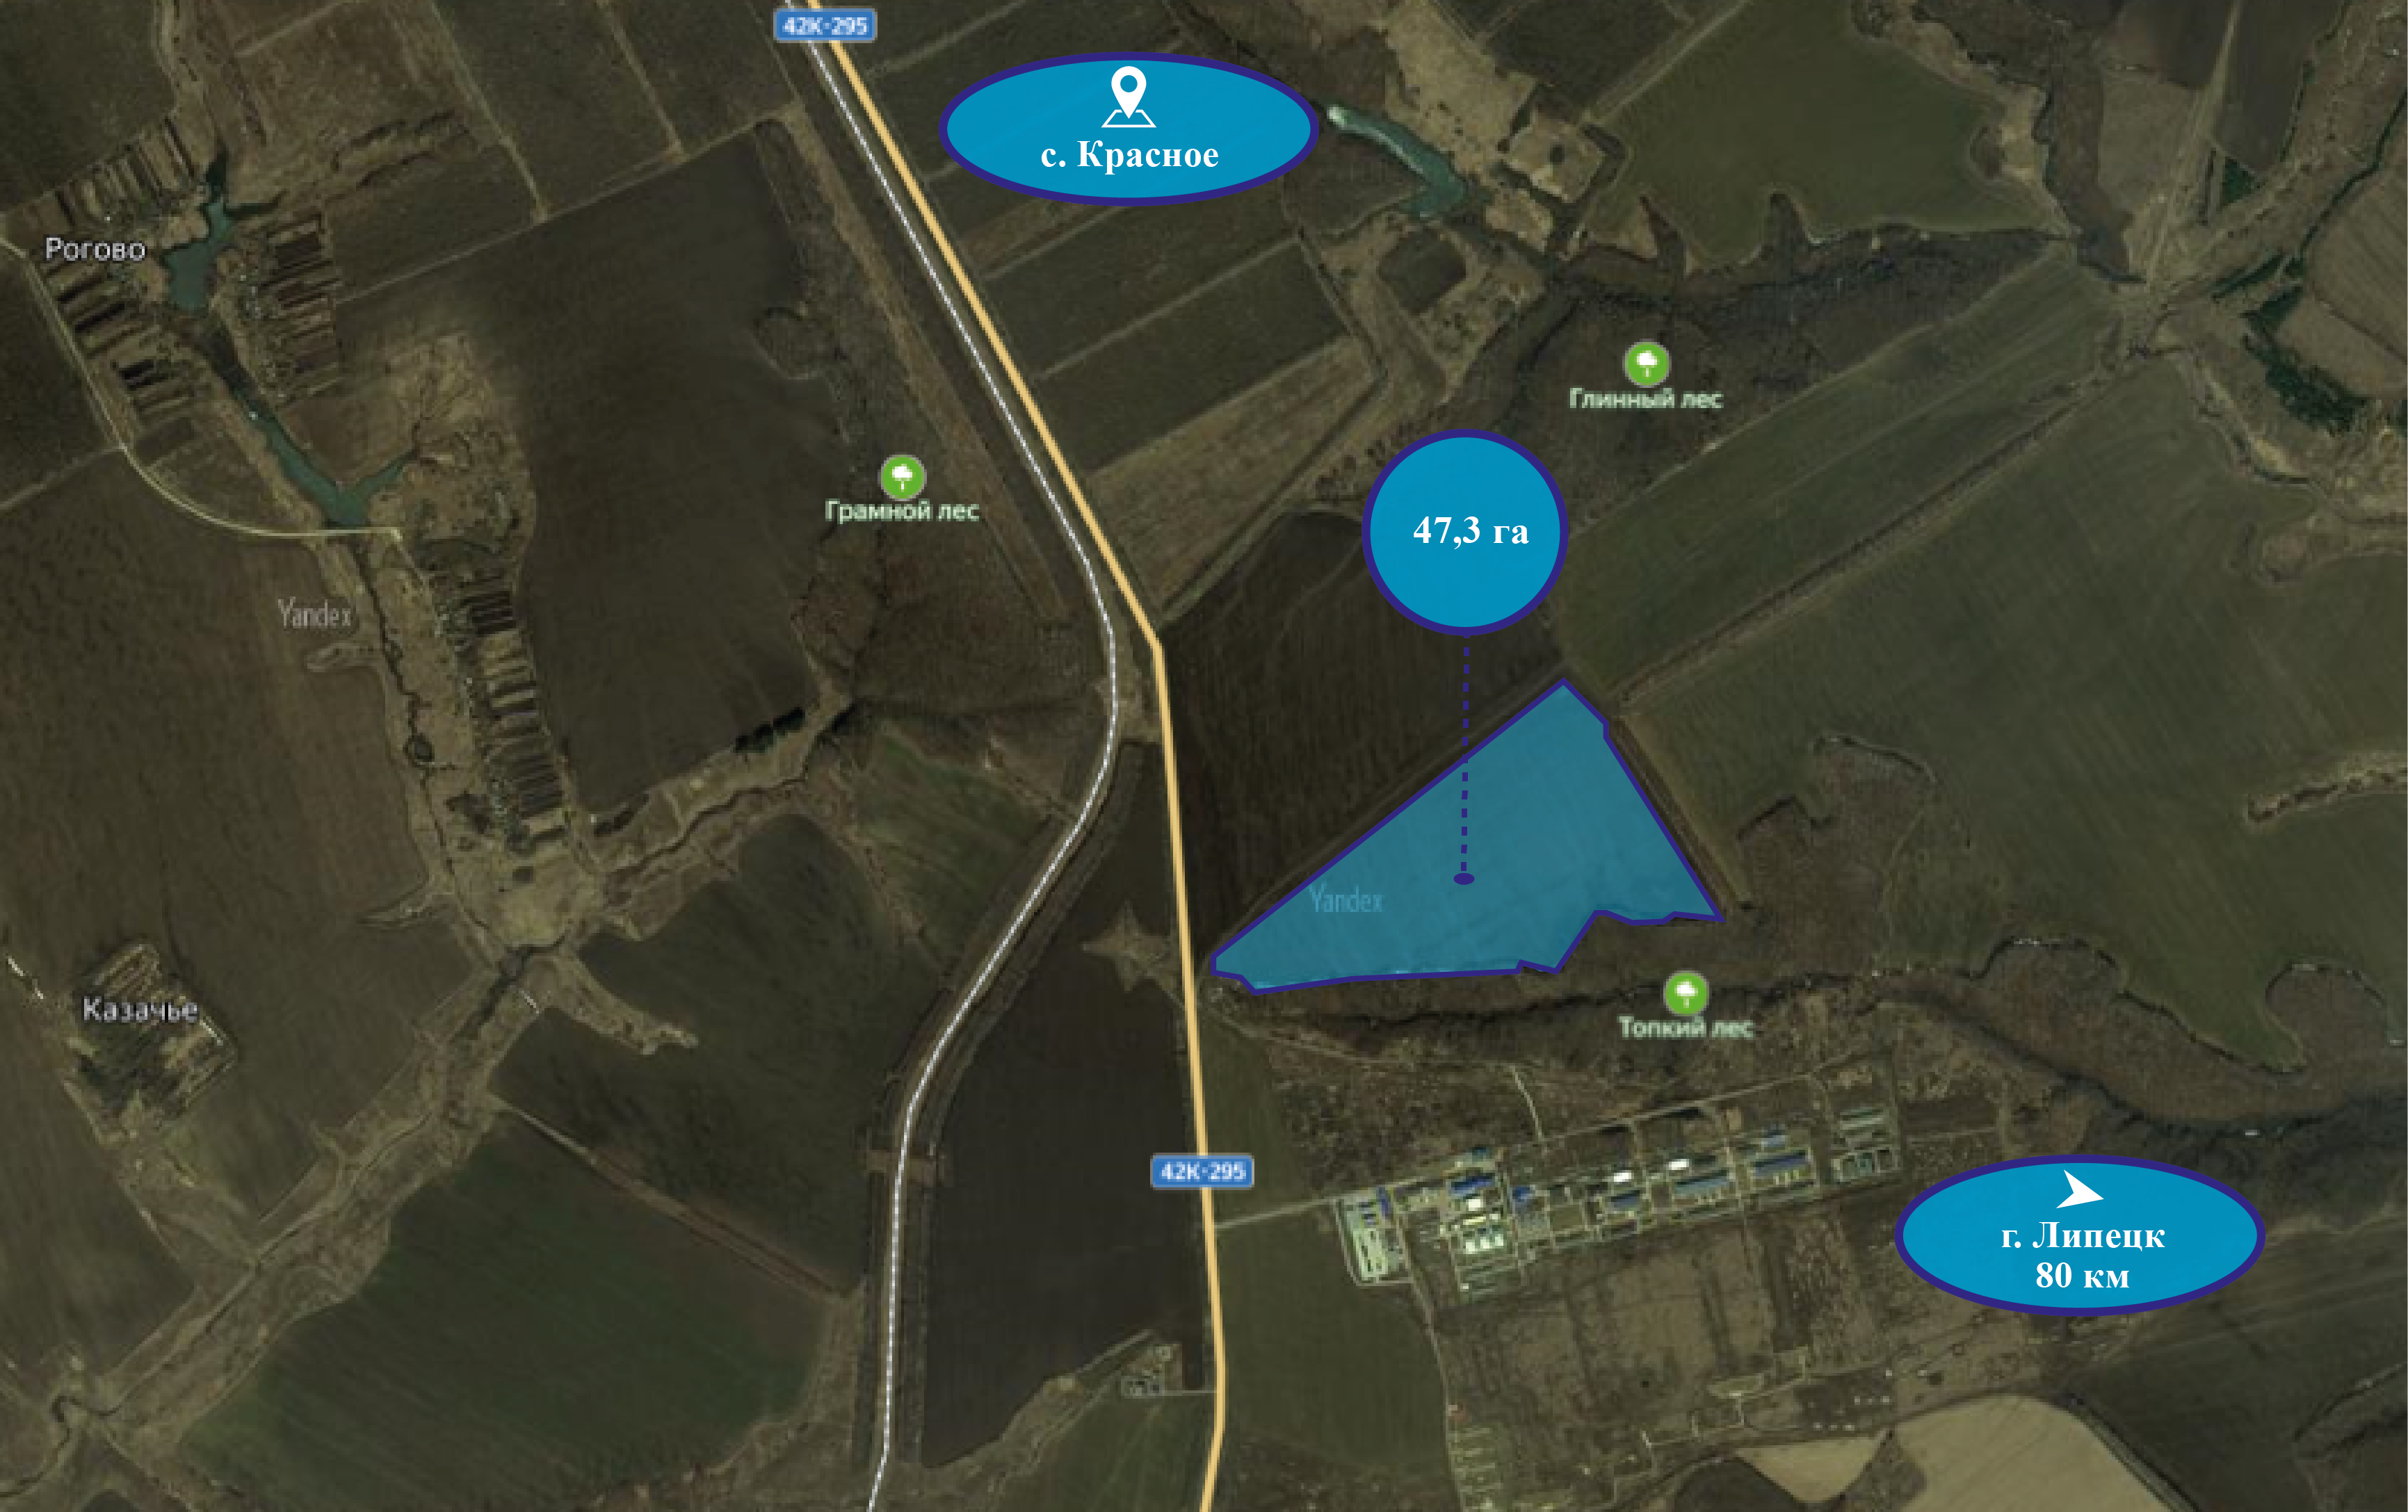 42К-295
с. Красное
Рогово
Глинный лес
Грамной лес
47,3 га
Yandex
Yandex
Казачье
Топкий лес
42К-295
г. Липецк
80 км